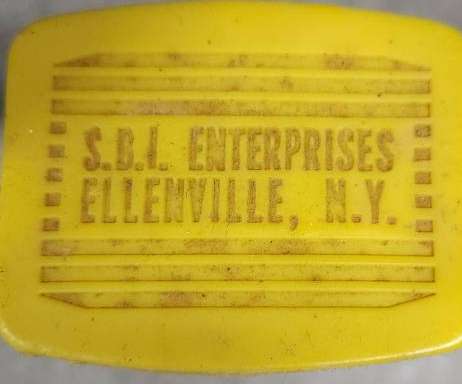 S.B.I. ENTERPRISES
ELLENVILLE, N.Y.